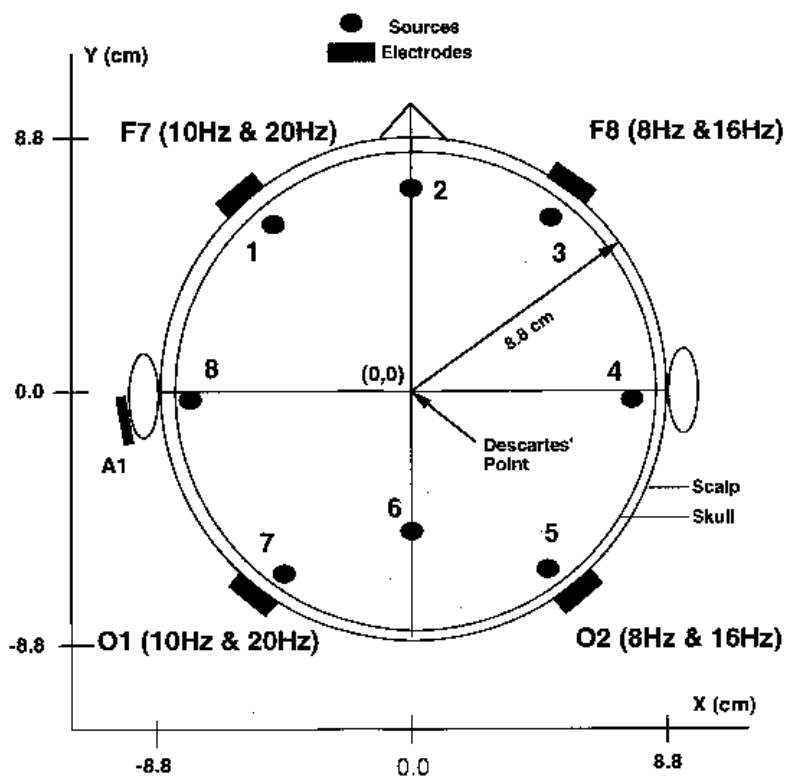 Sources
Electrodes
Y (cm)
8.8
F7 (10Hz & 20Hz)
F8 (8Hz &16Hz)
2
1
3
8.8 cm
(0,0)
8
4
0.0
A1
Descartes'
Point
6
Scalp
Skull
7
5
-8.8
O1 (10Hz & 20Hz)
O2 (8Hz & 16Hz)
X (cm)
-8.8
0.0
8.8